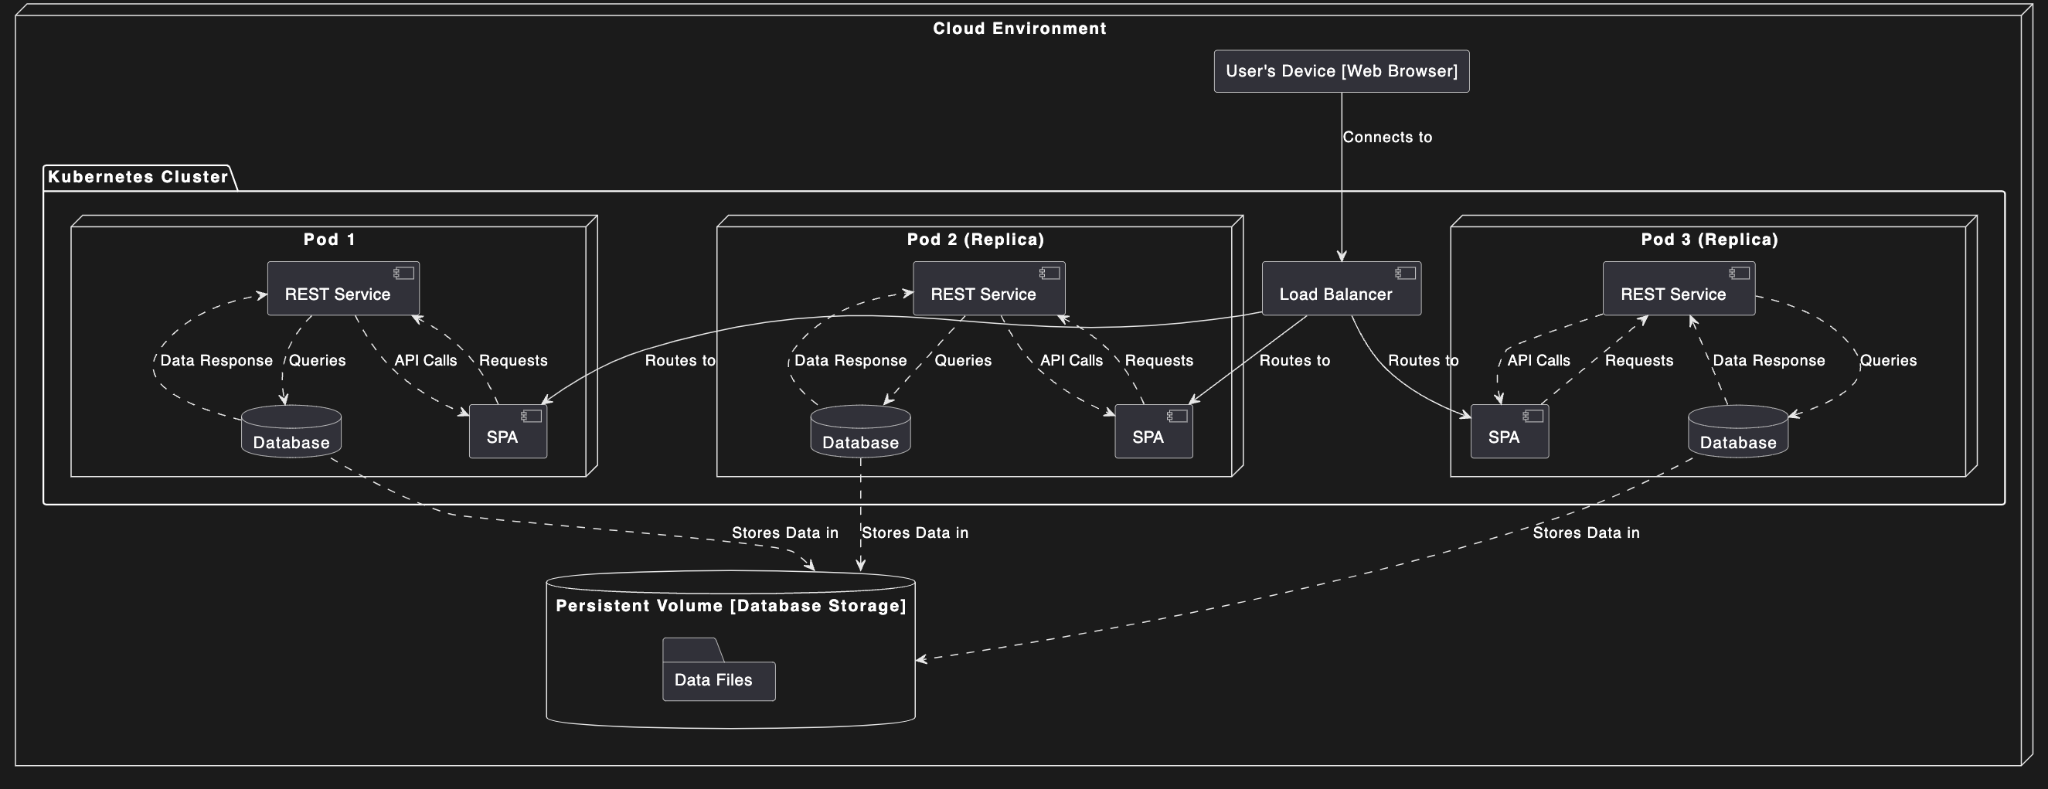 Cloud Environment
User's Device [Web Browser]
Connects to
Kubernetes Cluster
Pod 1
REST Service
Data Response
Queries
API Calls
Requests
Database
SPA
Routes to
Pod 2 (Replica)
REST Service
Data Response
Queries
API Calls
Requests
Database
SPA
Load Balancer
Routes to
Routes to
Pod 3 (Replica)
REST Service
API Calls
Requests
Data Response
Queries
SPA
Database
Stores Data in
Stores Data in
Stores Data in
Persistent Volume [Database Storage]
Data Files